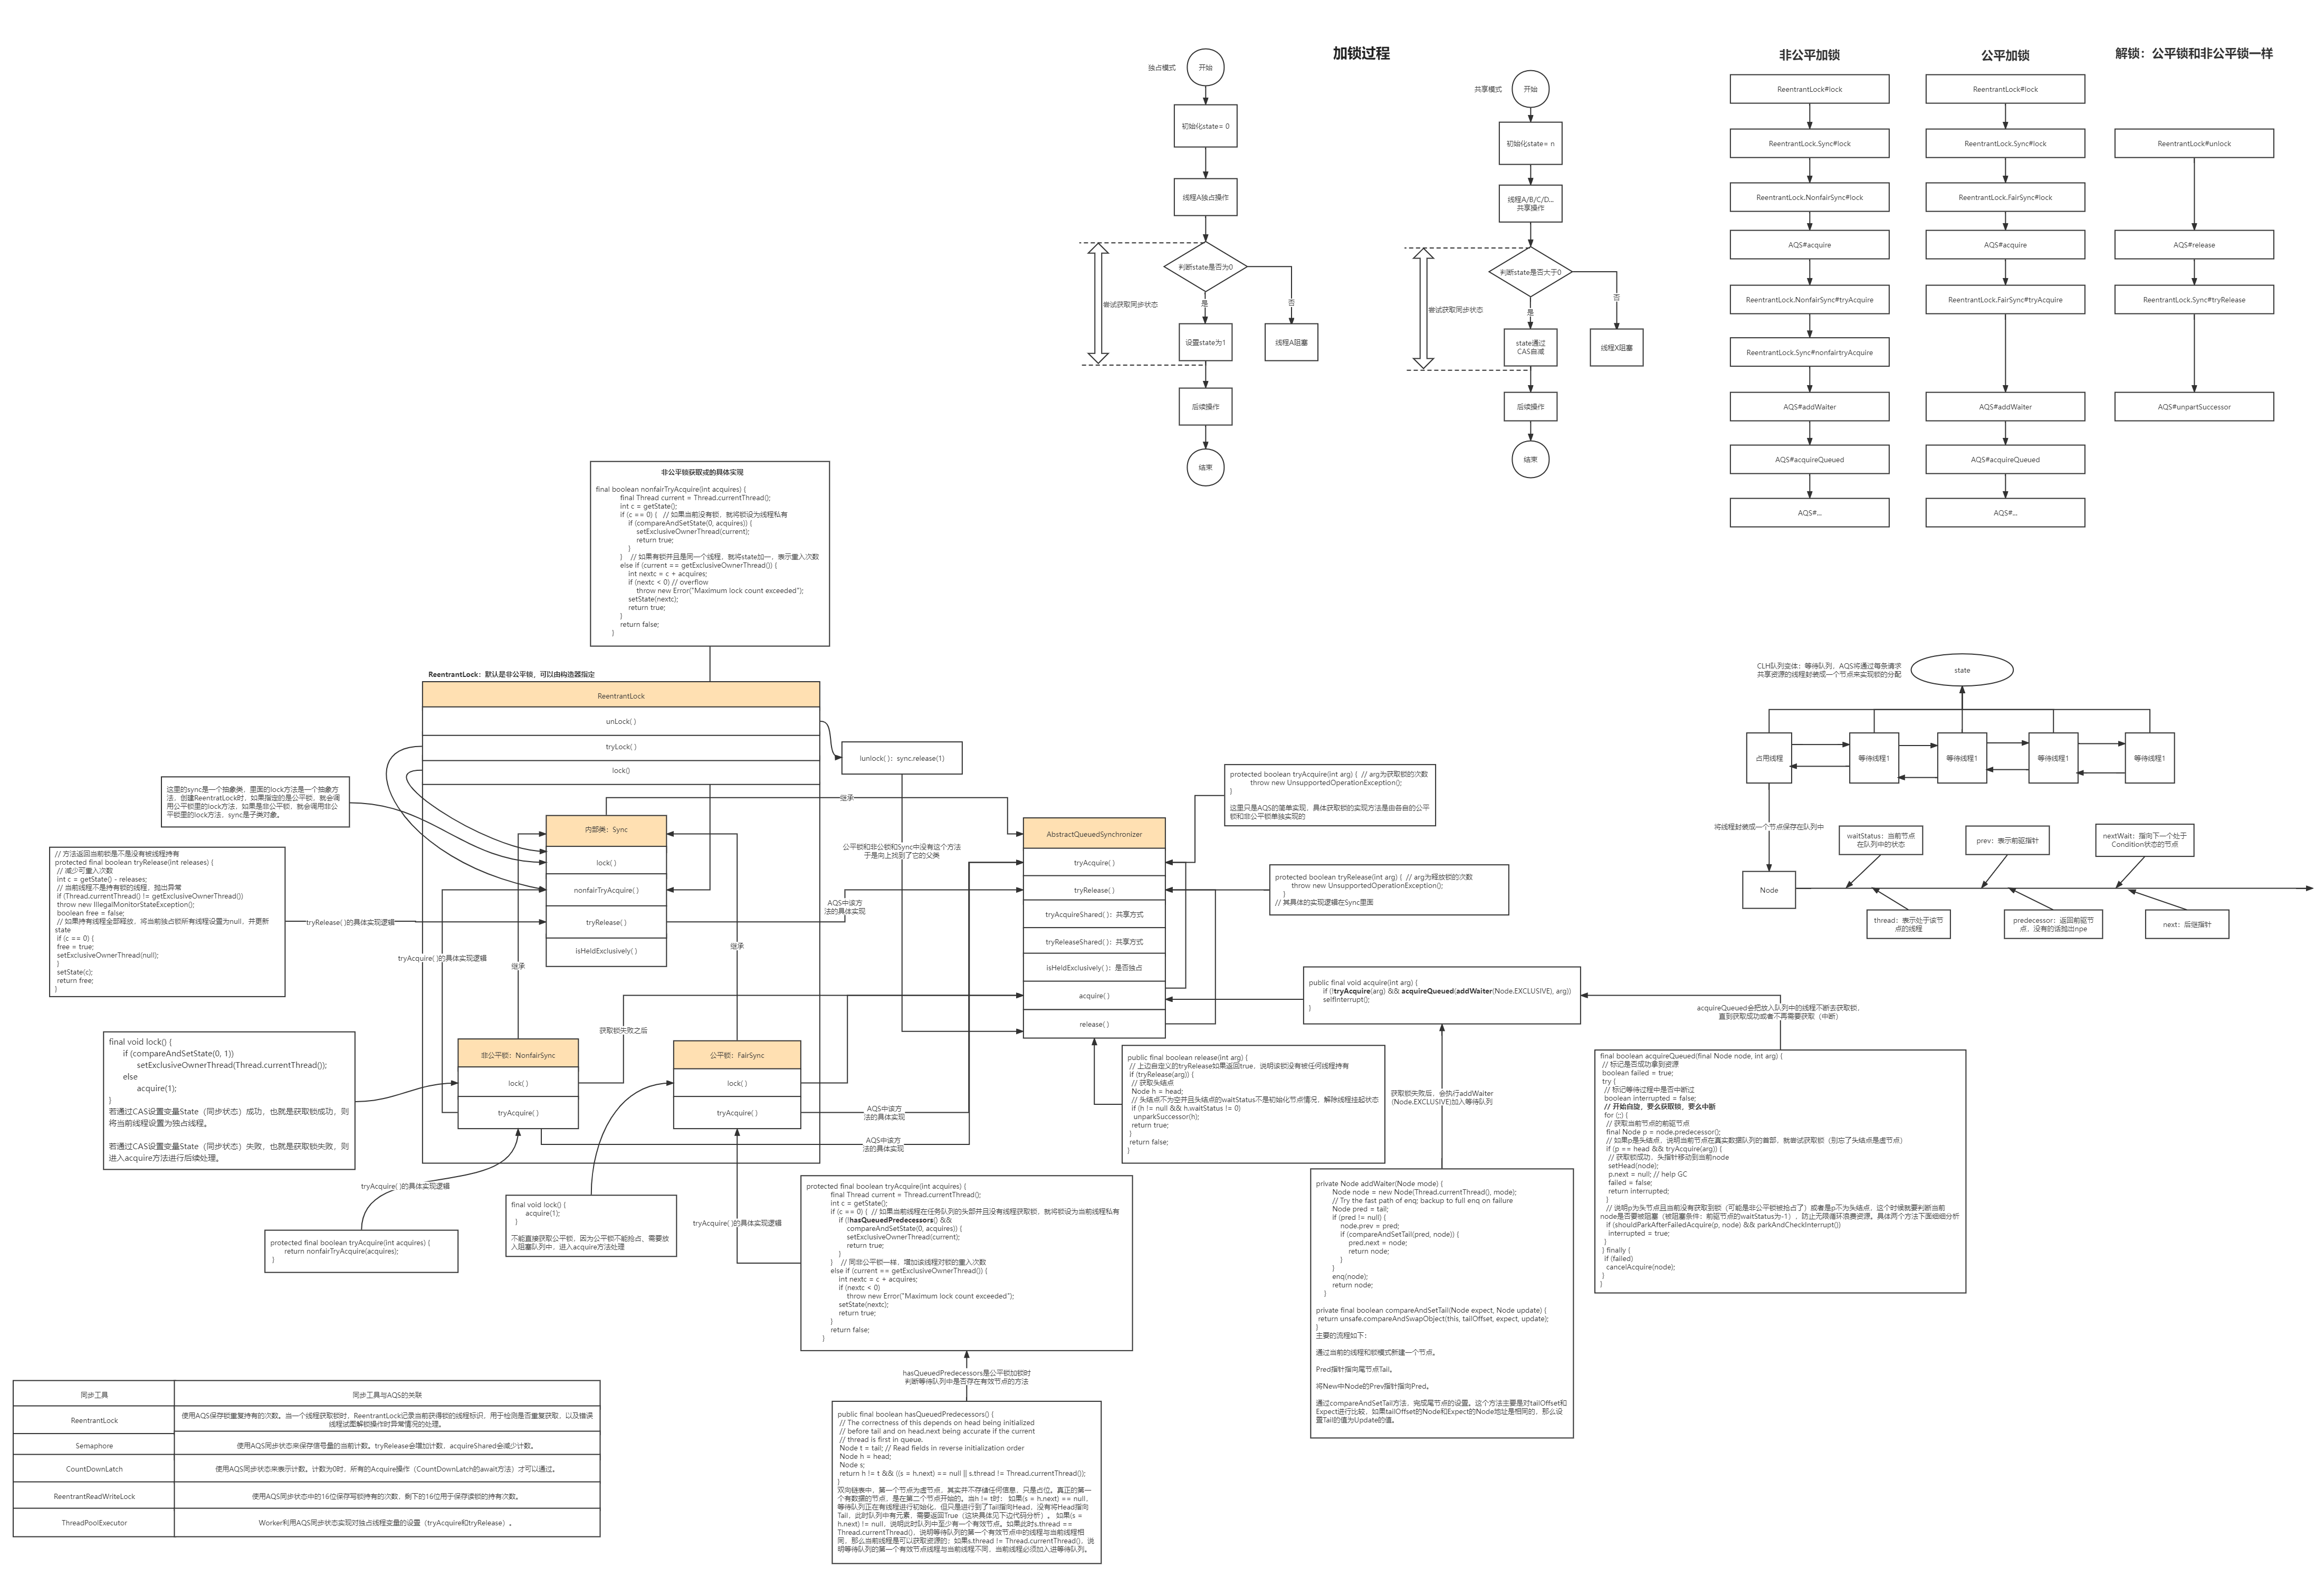 加锁过程
独占模式
开始
初始化state= 0
线程A独占操作
判断state是否为0
尝试获取同步状态
是
否
设置state为1
线程A阻塞
后续操作
结束
共享模式
开始
初始化state= n
线程A/B/C/D...
共享操作
判断state是否大于0
尝试获取同步状态
是
否
state通过
CAS自减
线程X阻塞
后续操作
结束
非公平加锁
ReentrantLock#lock
ReentrantLock.Sync#lock
ReentrantLock.NonfairSync#lock
AQS#acquire
ReentrantLock.NonfairSync#tryAcquire
ReentrantLock.Sync#nonfairtryAcquire
AQS#addWaiter
AQS#acquireQueued
AQS#...
公平加锁
ReentrantLock#lock
ReentrantLock.Sync#lock
ReentrantLock.FairSync#lock
AQS#acquire
ReentrantLock.FairSync#tryAcquire
AQS#addWaiter
AQS#acquireQueued
AQS#...
解锁：公平锁和非公平锁一样
ReentrantLock#unlock
AQS#release
ReentrantLock.Sync#tryRelease
AQS#unpartSuccessor
非公平锁获取或的具体实现
final boolean nonfairTryAcquire(int acquires) {
final Thread current = Thread.currentThread();
int c = getState();
if (c == 0) { // 如果当前没有锁，就将锁设为线程私有
if (compareAndSetState(0, acquires)) {
setExclusiveOwnerThread(current);
return true;
}
} // 如果有锁并且是同一个线程，就将state加一，表示重入次数
else if (current == getExclusiveOwnerThread()) {
int nextc = c + acquires;
if (nextc < 0) // overflow
throw new Error("Maximum lock count exceeded");
setState(nextc);
return true;
}
return false;
}
ReentrantLock：默认是非公平锁，可以由构造器指定
ReentrantLock
unLock( )
tryLock( )
lock()
lunlock( )：sync.release(1)
这里的sync是一个抽象类，里面的lock方法是一个抽象方
法，创建ReentratLock时，如果指定的是公平锁，就会调
用公平锁里的lock方法，如果是非公平锁，就会调用非公
平锁里的lock方法，sync是子类对象。
// 方法返回当前锁是不是没有被线程持有
protected final boolean tryRelease(int releases) {
// 减少可重入次数
int c = getState() - releases;
// 当前线程不是持有锁的线程，抛出异常
if (Thread.currentThread() != getExclusiveOwnerThread())
throw new IllegalMonitorStateException();
boolean free = false;
// 如果持有线程全部释放，将当前独占锁所有线程设置为null，并更新
state
if (c == 0) {
free = true;
setExclusiveOwnerThread(null);
}
setState(c);
return free;
}
tryRelease( )的具体实现逻辑
内部类：Sync
lock( )
nonfairTryAcquire( )
tryRelease( )
isHeldExclusively( )
继承
继承
继承
tryAcquire( )的具体实现逻辑
公平锁和非公锁和Sync中没有这个方法
于是向上找到了它的父类
AQS中该方
法的具体实现
AbstractQueuedSynchronizer
tryAcquire( )
tryRelease( )
tryAcquireShared( )：共享方式
tryReleaseShared( )：共享方式
isHeldExclusively( )：是否独占
acquire( )
release( )
protected boolean tryAcquire(int arg) { // arg为获取锁的次数
throw new UnsupportedOperationException();
}
这里只是AQS的简单实现，具体获取锁的实现方法是由各自的公平
锁和非公平锁单独实现的
protected boolean tryRelease(int arg) { // arg为释放锁的次数
throw new UnsupportedOperationException();
}
// 其具体的实现逻辑在Sync里面
CLH队列变体：等待队列，AQS将通过每条请求
共享资源的线程封装成一个节点来实现锁的分配
state
占用线程
等待线程1
等待线程1
等待线程1
等待线程1
将线程封装成一个节点保存在队列中
Node
waitStatus：当前节点
在队列中的状态
prev：表示前驱指针
nextWait：指向下一个处于
Condition状态的节点
thread：表示处于该节
点的线程
predecessor：返回前驱节
点，没有的话抛出npe
next：后继指针
public final void acquire(int arg) {
if (!tryAcquire(arg) && acquireQueued(addWaiter(Node.EXCLUSIVE), arg))
selfInterrupt();
}
acquireQueued会把放入队列中的线程不断去获取锁，
直到获取成功或者不再需要获取（中断）
final void lock() {
if (compareAndSetState(0, 1))
setExclusiveOwnerThread(Thread.currentThread());
else
acquire(1);
}
若通过CAS设置变量State（同步状态）成功，也就是获取锁成功，则
将当前线程设置为独占线程。
若通过CAS设置变量State（同步状态）失败，也就是获取锁失败，则
进入acquire方法进行后续处理。
获取锁失败之后
非公平锁：NonfairSync
lock( )
tryAcquire( )
公平锁：FairSync
lock( )
tryAcquire( )
AQS中该方
法的具体实现
AQS中该方
法的具体实现
public final boolean release(int arg) {
// 上边自定义的tryRelease如果返回true，说明该锁没有被任何线程持有
if (tryRelease(arg)) {
// 获取头结点
Node h = head;
// 头结点不为空并且头结点的waitStatus不是初始化节点情况，解除线程挂起状态
if (h != null && h.waitStatus != 0)
unparkSuccessor(h);
return true;
}
return false;
}
获取锁失败后，会执行addWaiter
(Node.EXCLUSIVE)加入等待队列
final boolean acquireQueued(final Node node, int arg) {
// 标记是否成功拿到资源
boolean failed = true;
try {
// 标记等待过程中是否中断过
boolean interrupted = false;
// 开始自旋，要么获取锁，要么中断
for (;;) {
// 获取当前节点的前驱节点
final Node p = node.predecessor();
// 如果p是头结点，说明当前节点在真实数据队列的首部，就尝试获取锁（别忘了头结点是虚节点）
if (p == head && tryAcquire(arg)) {
// 获取锁成功，头指针移动到当前node
setHead(node);
p.next = null; // help GC
failed = false;
return interrupted;
}
// 说明p为头节点且当前没有获取到锁（可能是非公平锁被抢占了）或者是p不为头结点，这个时候就要判断当前
node是否要被阻塞（被阻塞条件：前驱节点的waitStatus为-1），防止无限循环浪费资源。具体两个方法下面细细分析
if (shouldParkAfterFailedAcquire(p, node) && parkAndCheckInterrupt())
interrupted = true;
}
} finally {
if (failed)
cancelAcquire(node);
}
}
tryAcquire( )的具体实现逻辑
protected final boolean tryAcquire(int acquires) {
return nonfairTryAcquire(acquires);
}
final void lock() {
acquire(1);
}
不能直接获取公平锁，因为公平锁不能抢占，需要放
入阻塞队列中，进入acquire方法处理
tryAcquire( )的具体实现逻辑
protected final boolean tryAcquire(int acquires) {
final Thread current = Thread.currentThread();
int c = getState();
if (c == 0) { // 如果当前线程在任务队列的头部并且没有线程获取锁，就将锁设为当前线程私有
if (!hasQueuedPredecessors() &&
compareAndSetState(0, acquires)) {
setExclusiveOwnerThread(current);
return true;
}
} // 同非公平锁一样，增加该线程对锁的重入次数
else if (current == getExclusiveOwnerThread()) {
int nextc = c + acquires;
if (nextc < 0)
throw new Error("Maximum lock count exceeded");
setState(nextc);
return true;
}
return false;
}
hasQueuedPredecessors是公平锁加锁时
判断等待队列中是否存在有效节点的方法
public final boolean hasQueuedPredecessors() {
// The correctness of this depends on head being initialized
// before tail and on head.next being accurate if the current
// thread is first in queue.
Node t = tail; // Read fields in reverse initialization order
Node h = head;
Node s;
return h != t && ((s = h.next) == null || s.thread != Thread.currentThread());
}
双向链表中，第一个节点为虚节点，其实并不存储任何信息，只是占位。真正的第一
个有数据的节点，是在第二个节点开始的。当h != t时： 如果(s = h.next) == null，
等待队列正在有线程进行初始化，但只是进行到了Tail指向Head，没有将Head指向
Tail，此时队列中有元素，需要返回True（这块具体见下边代码分析）。 如果(s =
h.next) != null，说明此时队列中至少有一个有效节点。如果此时s.thread ==
Thread.currentThread()，说明等待队列的第一个有效节点中的线程与当前线程相
同，那么当前线程是可以获取资源的；如果s.thread != Thread.currentThread()，说
明等待队列的第一个有效节点线程与当前线程不同，当前线程必须加入进等待队列。
private Node addWaiter(Node mode) {
Node node = new Node(Thread.currentThread(), mode);
// Try the fast path of enq; backup to full enq on failure
Node pred = tail;
if (pred != null) {
node.prev = pred;
if (compareAndSetTail(pred, node)) {
pred.next = node;
return node;
}
}
enq(node);
return node;
}
private final boolean compareAndSetTail(Node expect, Node update) {
return unsafe.compareAndSwapObject(this, tailOffset, expect, update);
}
主要的流程如下：
通过当前的线程和锁模式新建一个节点。
Pred指针指向尾节点Tail。
将New中Node的Prev指针指向Pred。
通过compareAndSetTail方法，完成尾节点的设置。这个方法主要是对tailOffset和
Expect进行比较，如果tailOffset的Node和Expect的Node地址是相同的，那么设
置Tail的值为Update的值。
同步工具
同步工具与AQS的关联
ReentrantLock
使用AQS保存锁重复持有的次数。当一个线程获取锁时，ReentrantLock记录当前获得锁的线程标识，用于检测是否重复获取，以及错误
线程试图解锁操作时异常情况的处理。
Semaphore
使用AQS同步状态来保存信号量的当前计数。tryRelease会增加计数，acquireShared会减少计数。
CountDownLatch
使用AQS同步状态来表示计数。计数为0时，所有的Acquire操作（CountDownLatch的await方法）才可以通过。
ReentrantReadWriteLock
使用AQS同步状态中的16位保存写锁持有的次数，剩下的16位用于保存读锁的持有次数。
ThreadPoolExecutor
Worker利用AQS同步状态实现对独占线程变量的设置（tryAcquire和tryRelease）。